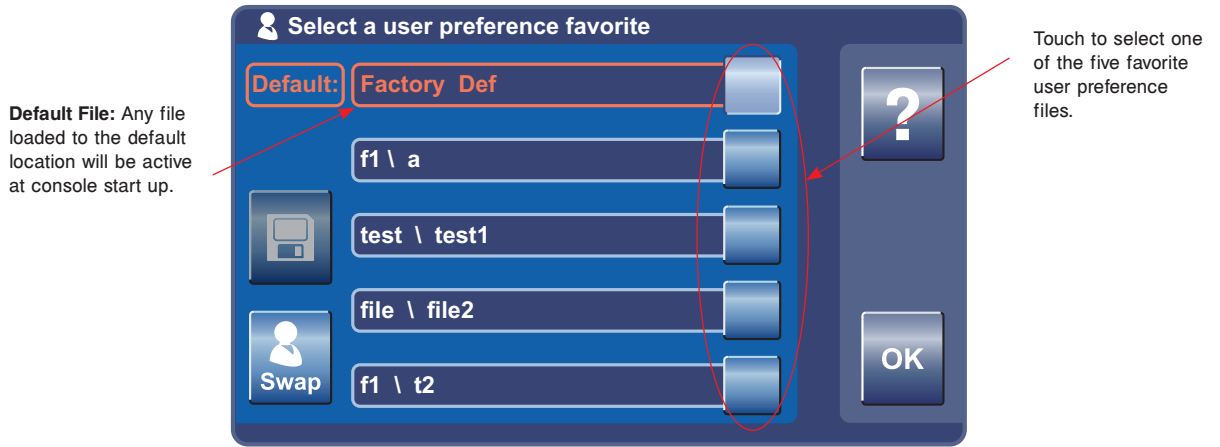 Select a user preference favorite
Default: Factory Def
f1 \ a
test \ test1
file \ file2
f1 \ t2
Swap
?
OK
Default File: Any file
loaded to the default
location will be active
at console start up.
Touch to select one
of the five favorite
user preference
files.